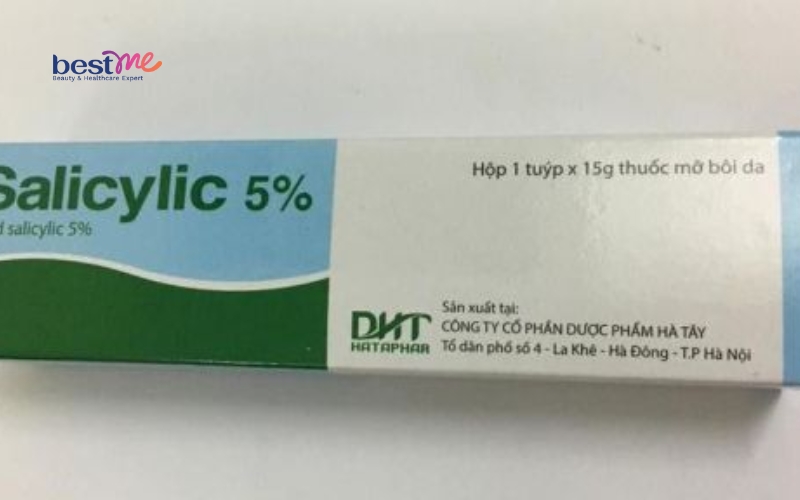 bestme
Beauty & Healthcare Expert
Salicylic 5%
salicylic 5%
Hộp 1 tuýp x 15g thuốc mỡ bôi da
DHT
HATAPHAR
Sản xuất tại:
CÔNG TY CỔ PHẦN DƯỢC PHẨM HÀ TÂY
Tổ dân phố số 4 - La Khê - Hà Đông - T.P Hà Nội